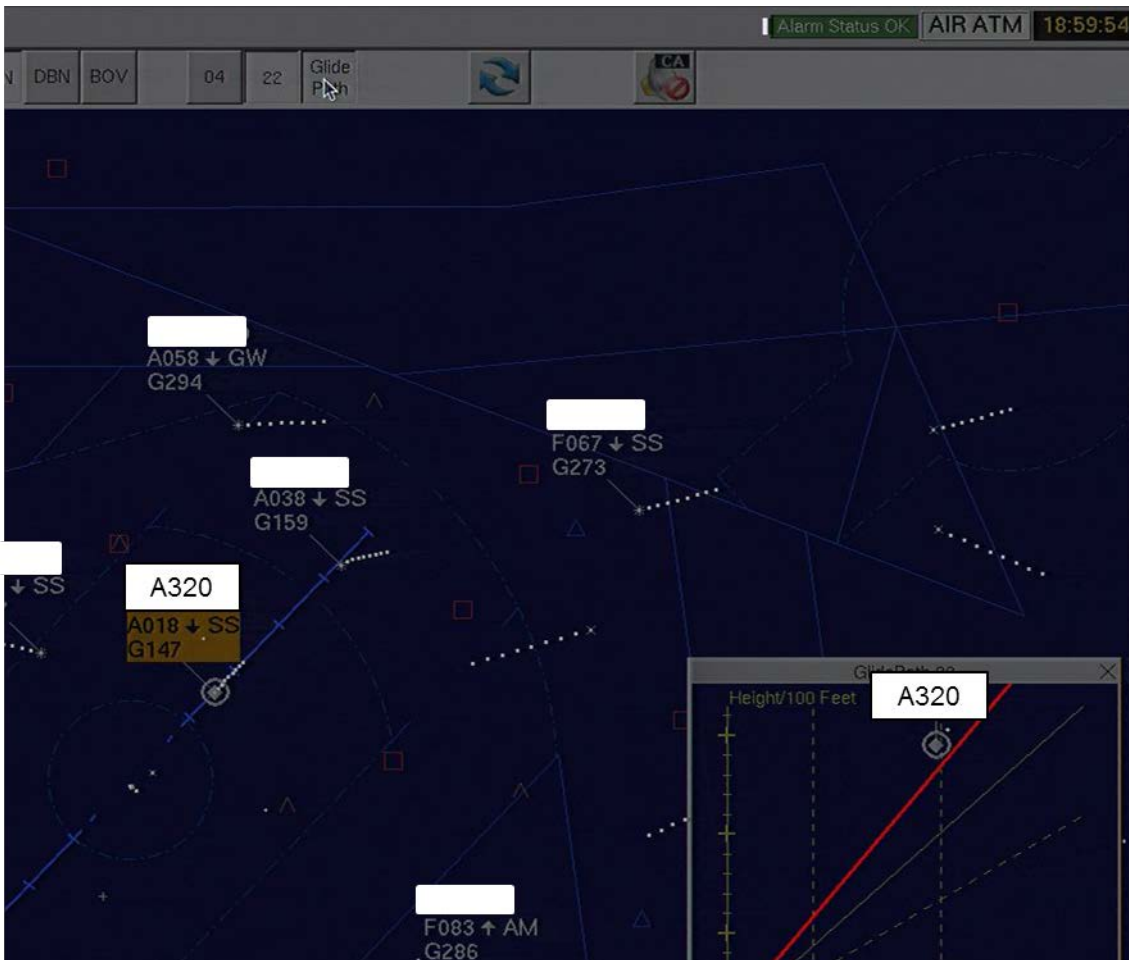 Alarm Status OK AIR ATM 18:59:54
N DBN BOV 04 22 Glide Path CA
A058 ↓ GW
G294
F067 ↓ SS
G273
A038 ↓ SS
G159
↓ SS
A320
A018 ↓ SS
G147
A320
Height/100 Feet
F083 ↑ AM
G286